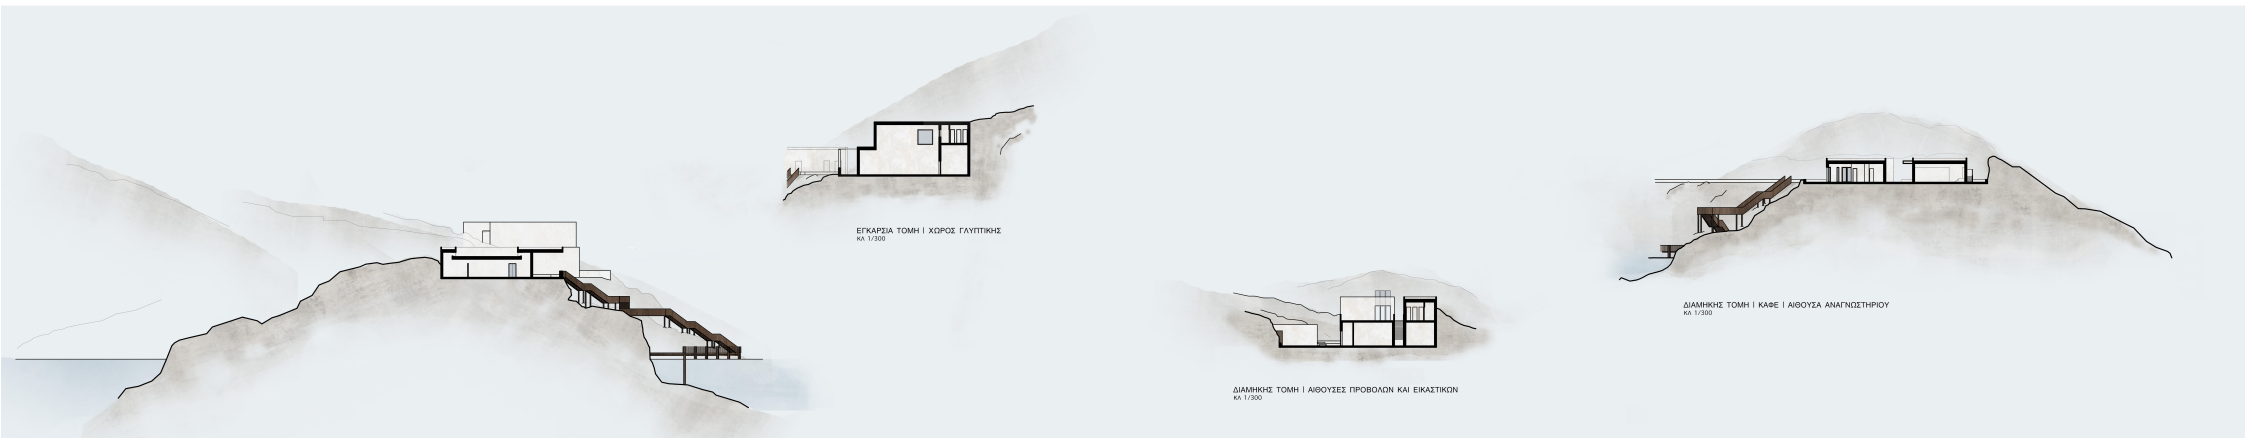 ΕΓΚΑΡΣΙΑ ΤΟΜΗ | ΧΩΡΟΣ ΓΛΥΠΤΙΚΗΣ
ΚΛ 1/300
ΔΙΑΜΗΚΗΣ ΤΟΜΗ | ΑΙΘΟΥΣΕΣ ΠΡΟΒΟΛΩΝ ΚΑΙ ΕΙΚΑΣΤΙΚΩΝ
ΚΛ 1/300
ΔΙΑΜΗΚΗΣ ΤΟΜΗ | ΚΑΦΕ | ΑΙΘΟΥΣΑ ΑΝΑΓΝΩΣΤΗΡΙΟΥ
ΚΛ 1/300